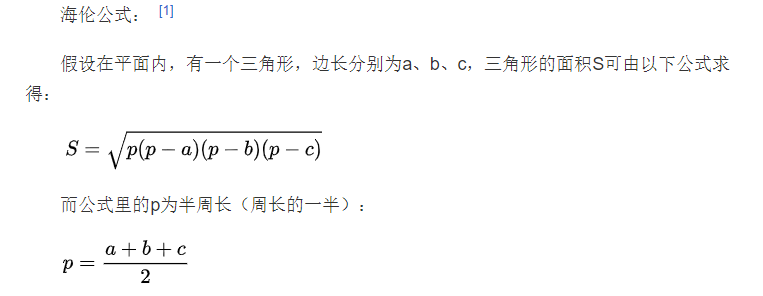 海伦公式： [1]
假设在平面内，有一个三角形，边长分别为a、b、c，三角形的面积S可由以下公式求
得：
S = √p(p − a)(p − b)(p − c)
而公式里的p为半周长（周长的一半）：
p = (a + b + c) / 2